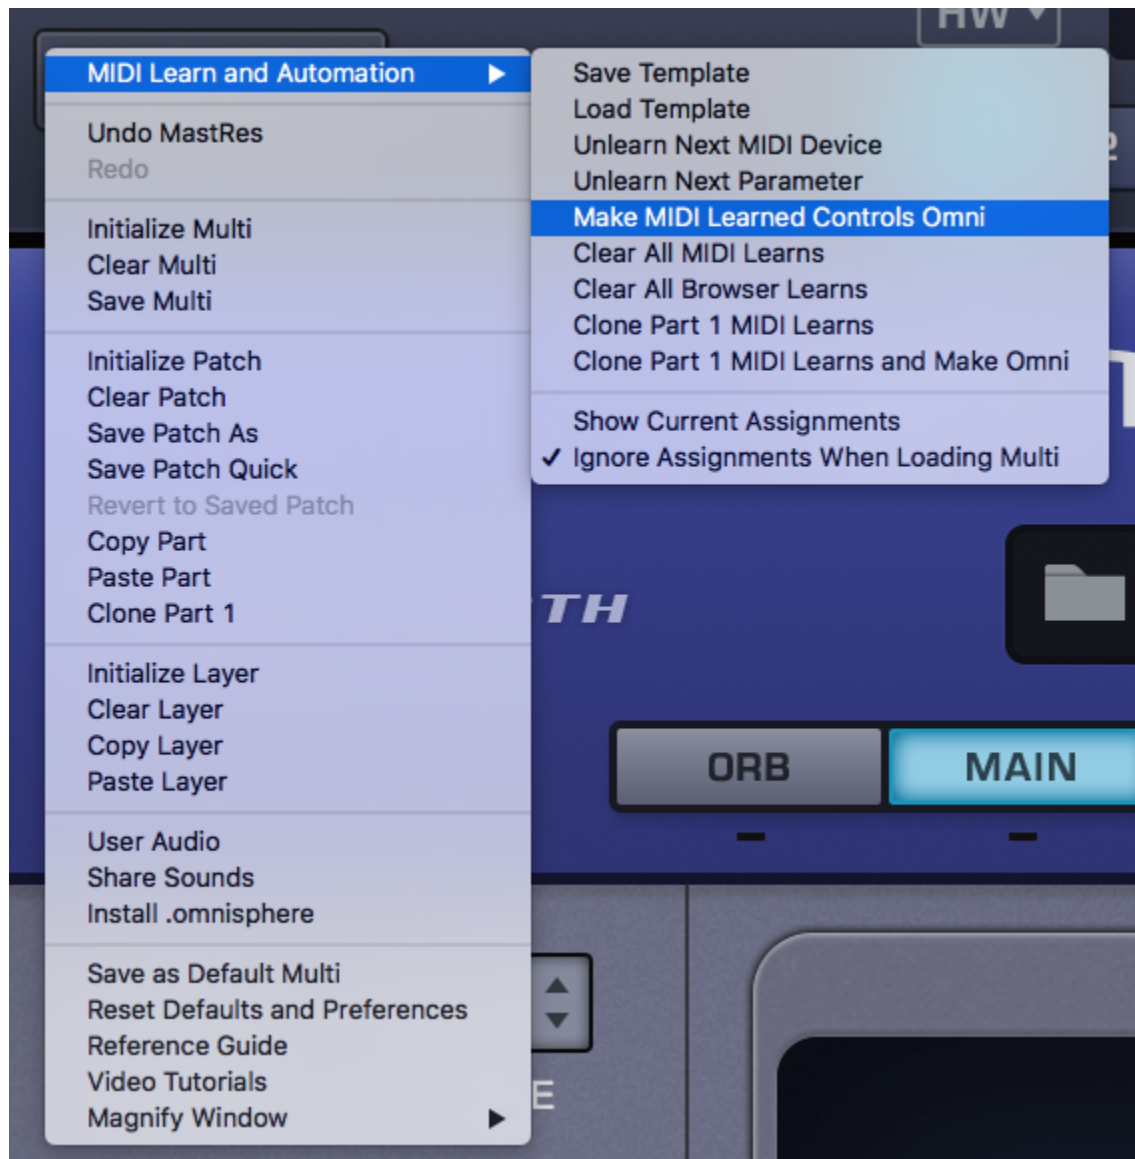 HW
MIDI Learn and Automation
Undo MastRes
Redo
Initialize Multi
Clear Multi
Save Multi
Initialize Patch
Clear Patch
Save Patch As
Save Patch Quick
Revert to Saved Patch
Copy Part
Paste Part
Clone Part 1
Initialize Layer
Clear Layer
Copy Layer
Paste Layer
User Audio
Share Sounds
Install .omnisphere
Save as Default Multi
Reset Defaults and Preferences
Reference Guide
Video Tutorials
Magnify Window
Save Template
Load Template
Unlearn Next MIDI Device
Unlearn Next Parameter
Make MIDI Learned Controls Omni
Clear All MIDI Learns
Clear All Browser Learns
Clone Part 1 MIDI Learns
Clone Part 1 MIDI Learns and Make Omni
Show Current Assignments
✓ Ignore Assignments When Loading Multi
TH
ORB MAIN
E